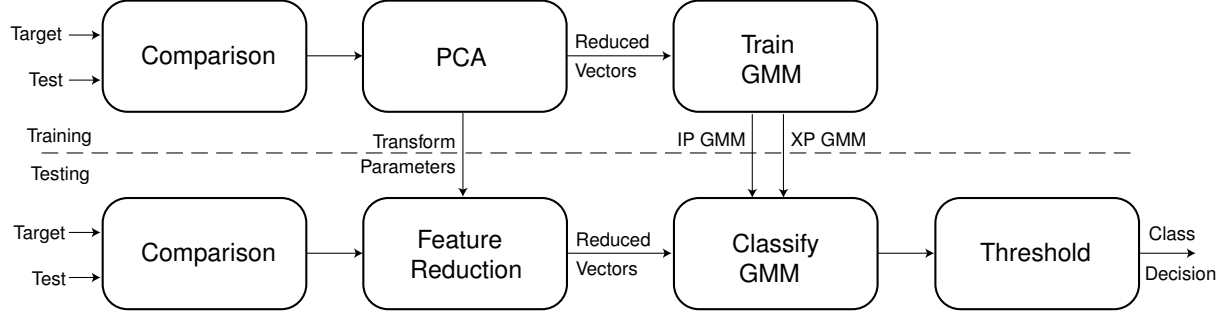 Target
Test
Comparison
PCA
Reduced
Vectors
Train
GMM
Training
Transform
Parameters
IP GMM
XP GMM
Testing
Target
Test
Comparison
Feature
Reduction
Reduced
Vectors
Classify
GMM
Threshold
Class
Decision